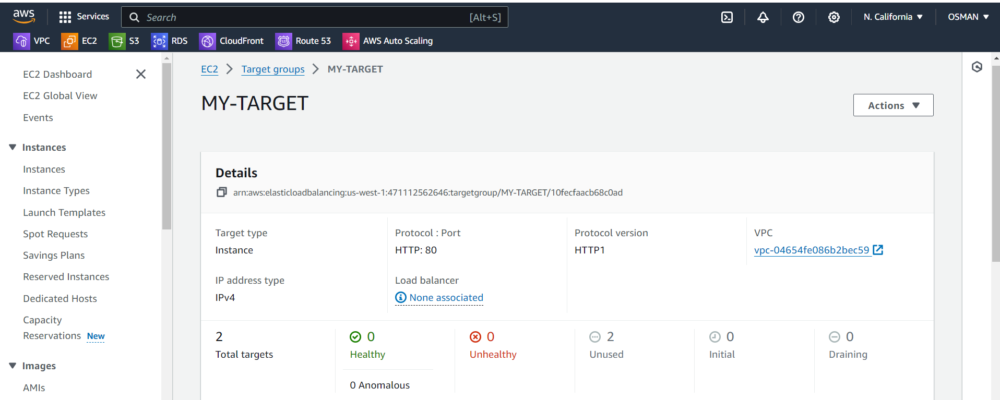 aws
Services
Search
[Alt+S]
N. California
OSMAN
VPC
EC2
S3
RDS
CloudFront
53
Route 53
AWS Auto Scaling
EC2 Dashboard
EC2 Global View
Events
Instances
Instances
Instance Types
Launch Templates
Spot Requests
Savings Plans
Reserved Instances
Dedicated Hosts
Capacity
Reservations New
Images
AMIs
EC2 > Target groups > MY-TARGET
MY-TARGET
Actions
Details
arn:aws:elasticloadbalancing:us-west-1:471112562646:targetgroup/MY-TARGET/10fecfaacb68c0ad
Target type
Instance
Protocol : Port
HTTP: 80
Protocol version
HTTP1
VPC
vpc-04654fe086b2bec59
IP address type
IPv4
Load balancer
None associated
2
Total targets
0
Healthy
0 Anomalous
0
Unhealthy
2
Unused
0
Initial
0
Draining